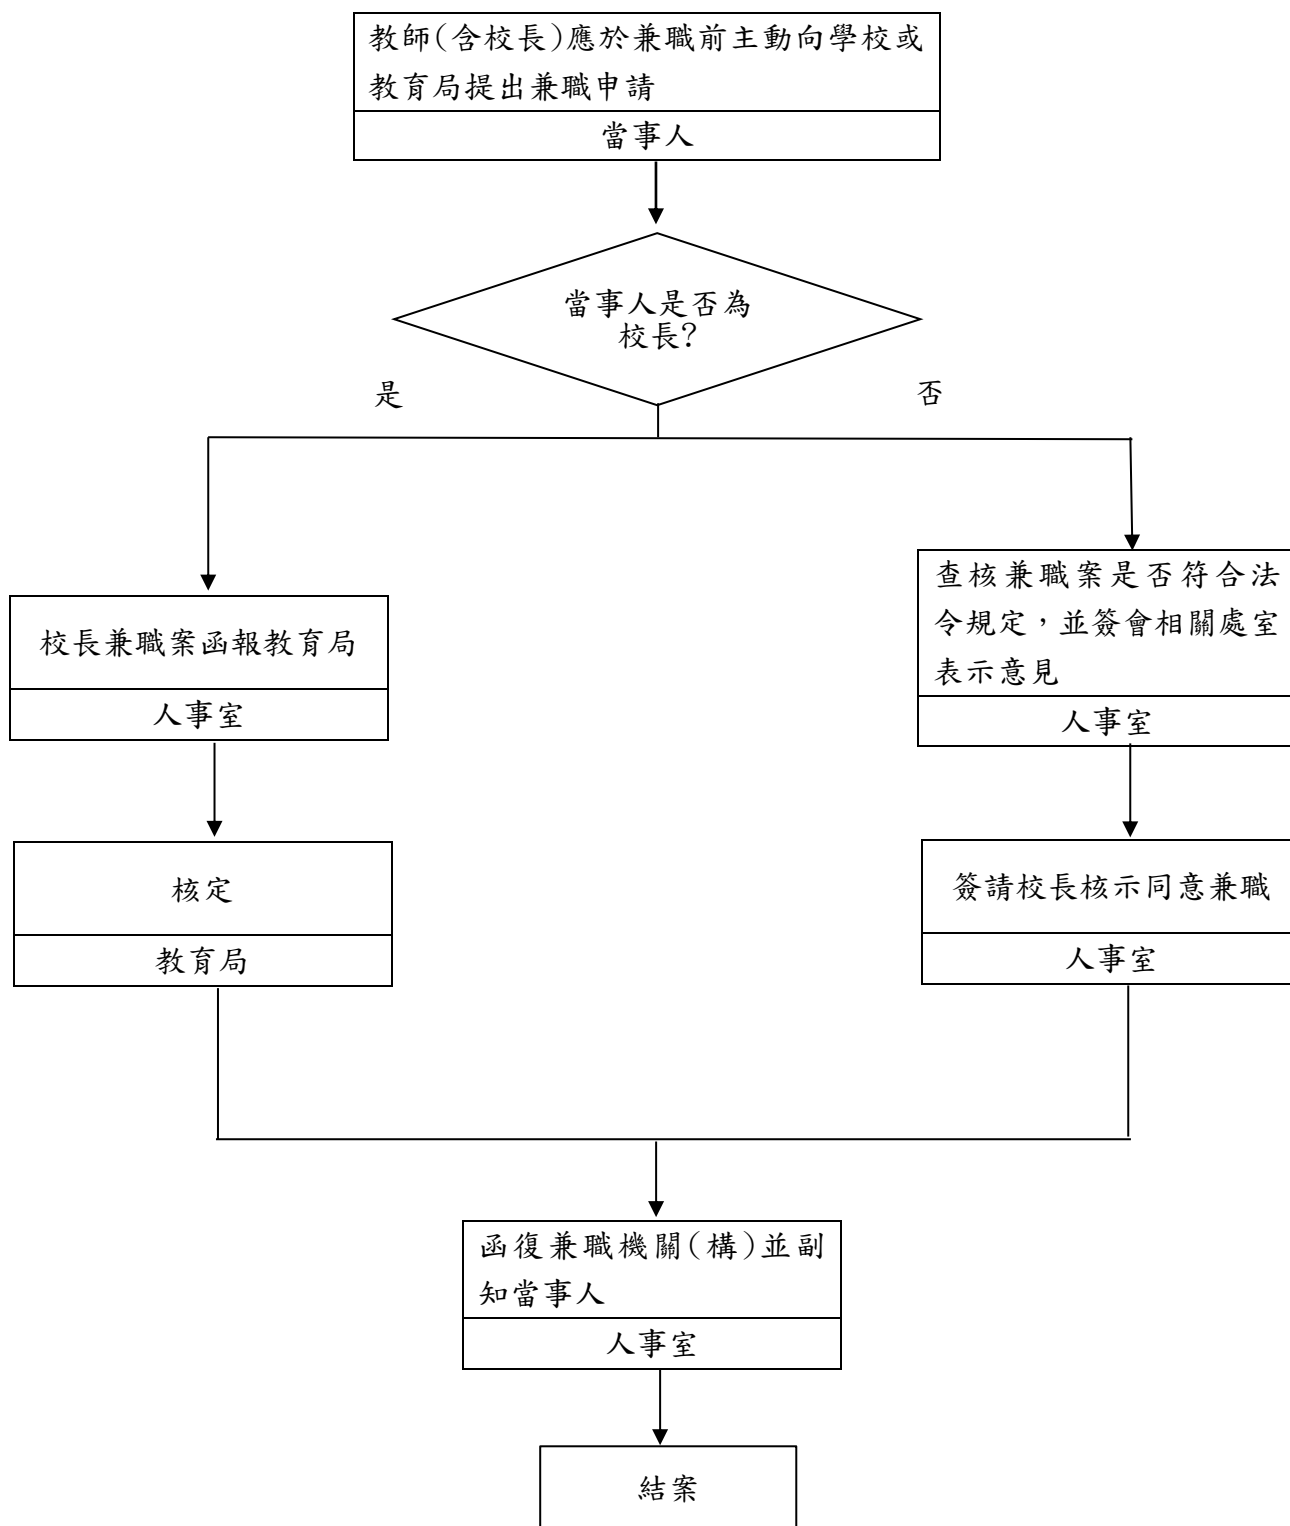 教師(含校長)應於兼職前主動向學校或
教育局提出兼職申請
當事人
當事人是否為
校長?
是
否
校長兼職案函報教育局
人事室
查核兼職案是否符合法
令規定，並簽會相關處室
表示意見
人事室
核定
教育局
簽請校長核示同意兼職
人事室
函復兼職機關(構)並副
知當事人
人事室
結案